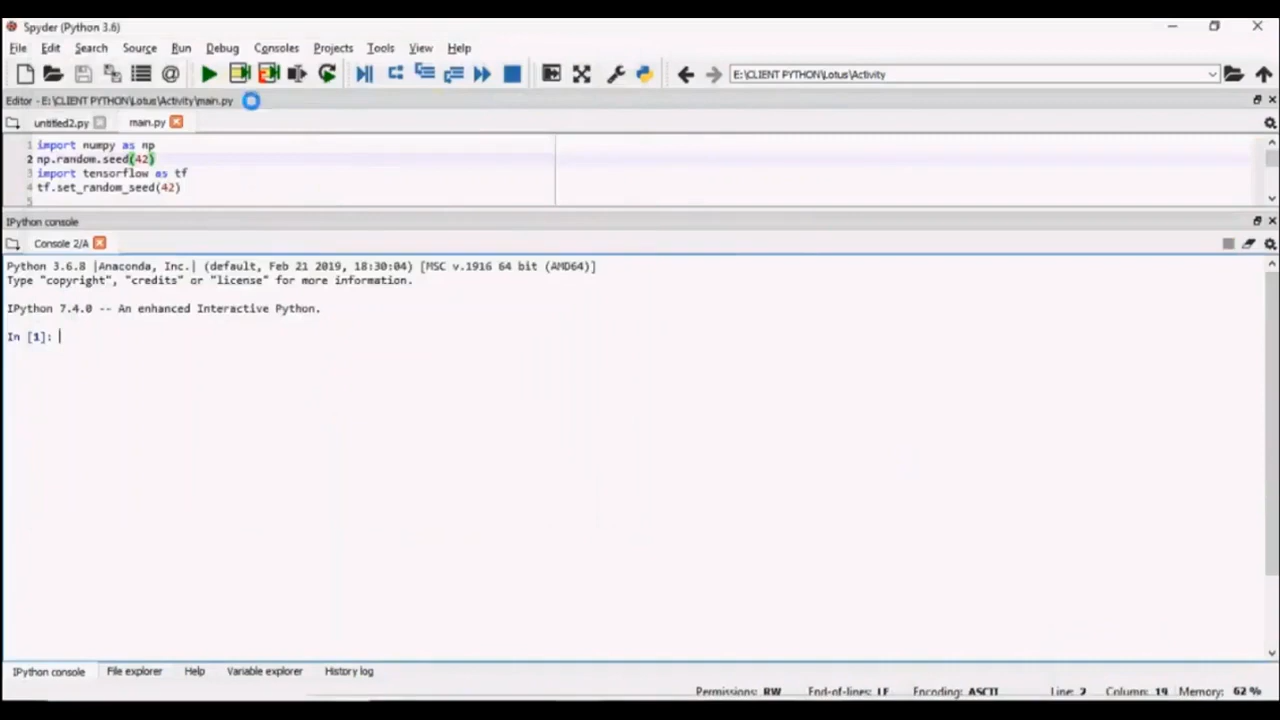 Spyder (Python 3.6)
File Edit Search Source Run Debug Consoles Projects Tools View Help
E:\CLIENT PYTHON\Lotus\Activity
Editor - E:\CLIENT PYTHON\Lotus\Activity\main.py
untitled2.py main.py
1 import numpy as np
2 np.random.seed(42)
3 import tensorflow as tf
4 tf.set_random_seed(42)
5
IPython console
Console 2/A
Python 3.6.8 |Anaconda, Inc.| (default, Feb 21 2019, 18:30:04) [MSC v.1916 64 bit (AMD64)]
Type "copyright", "credits" or "license" for more information.
IPython 7.4.0 -- An enhanced Interactive Python.
In [1]:
IPython console File explorer Help Variable explorer History log
Permissions: RW End-of-lines: LF Encoding: ASCII Line: 2 Column: 19 Memory: 62 %